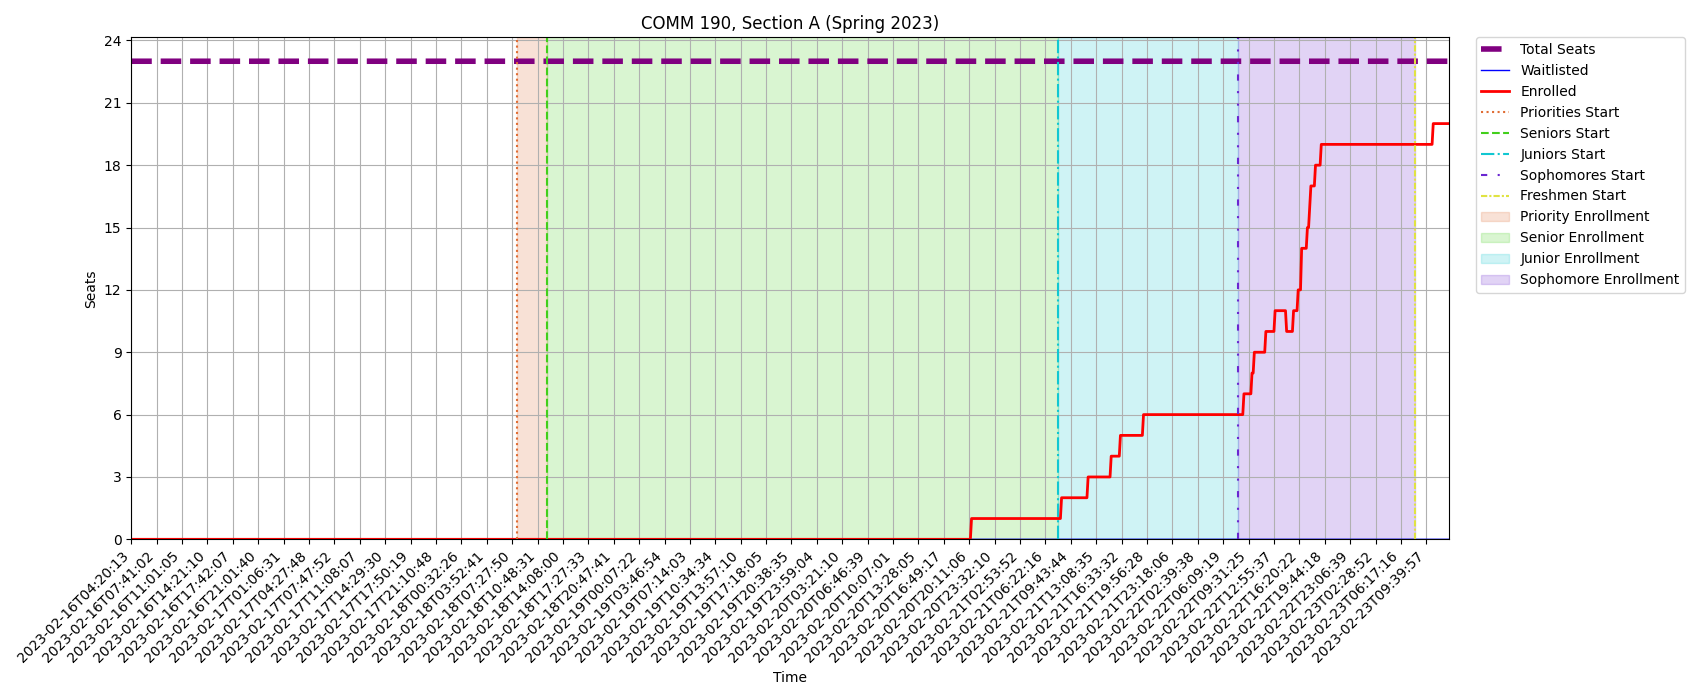 COMM 190, Section A (Spring 2023)
24
21
18
15
12
9
6
3
0
Seats
2023-02-16T04:20:13
2023-02-16T07:41:02
2023-02-16T11:01:05
2023-02-16T14:21:10
2023-02-16T17:42:07
2023-02-16T21:01:40
2023-02-17T01:06:31
2023-02-17T04:27:48
2023-02-17T07:47:52
2023-02-17T11:08:07
2023-02-17T14:29:30
2023-02-17T17:50:19
2023-02-17T21:10:48
2023-02-18T00:32:26
2023-02-18T03:52:41
2023-02-18T07:27:50
2023-02-18T10:48:31
2023-02-18T14:08:00
2023-02-18T17:27:33
2023-02-18T20:47:41
2023-02-19T00:07:22
2023-02-19T03:46:54
2023-02-19T07:14:03
2023-02-19T10:34:34
2023-02-19T13:57:10
2023-02-19T17:18:05
2023-02-19T20:38:35
2023-02-19T23:59:04
2023-02-20T03:21:10
2023-02-20T06:46:39
2023-02-20T10:07:01
2023-02-20T13:28:05
2023-02-20T16:49:17
2023-02-20T20:11:06
2023-02-20T23:32:10
2023-02-21T02:53:52
2023-02-21T06:22:16
2023-02-21T09:43:44
2023-02-21T13:08:35
2023-02-21T16:33:32
2023-02-21T19:56:28
2023-02-21T23:18:06
2023-02-22T02:39:38
2023-02-22T06:09:19
2023-02-22T09:31:25
2023-02-22T12:55:37
2023-02-22T16:20:22
2023-02-22T19:44:18
2023-02-22T23:06:39
2023-02-23T02:28:52
2023-02-23T06:17:16
2023-02-23T09:39:57
Time
Total Seats
Waitlisted
Enrolled
Priorities Start
Seniors Start
Juniors Start
Sophomores Start
Freshmen Start
Priority Enrollment
Senior Enrollment
Junior Enrollment
Sophomore Enrollment